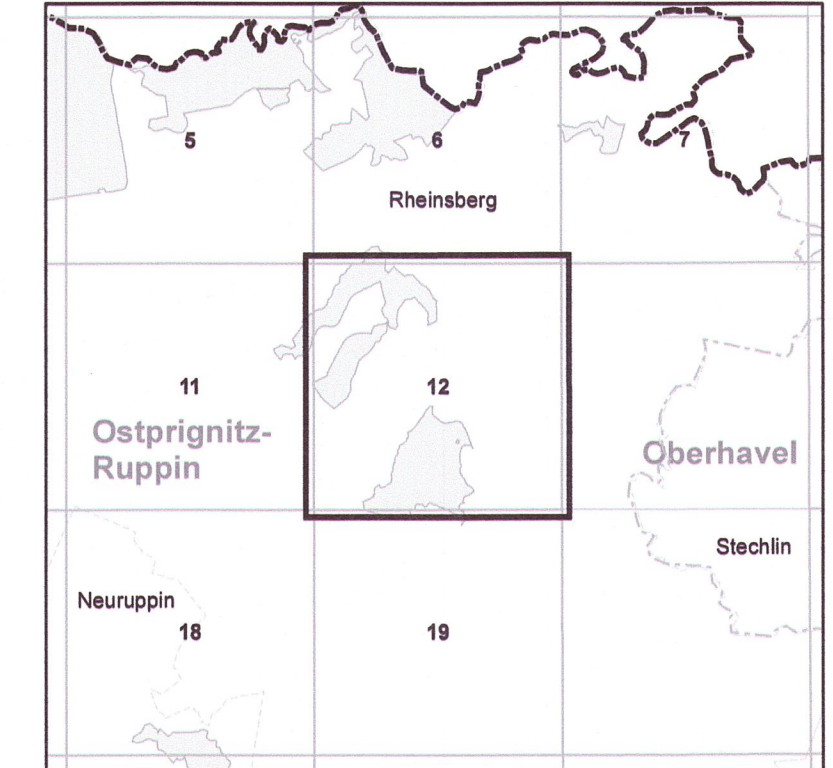 5
6
7
Rheinsberg
11
12
Ostprignitz-
Ruppin
Oberhavel
Stechlin
Neuruppin
18
19